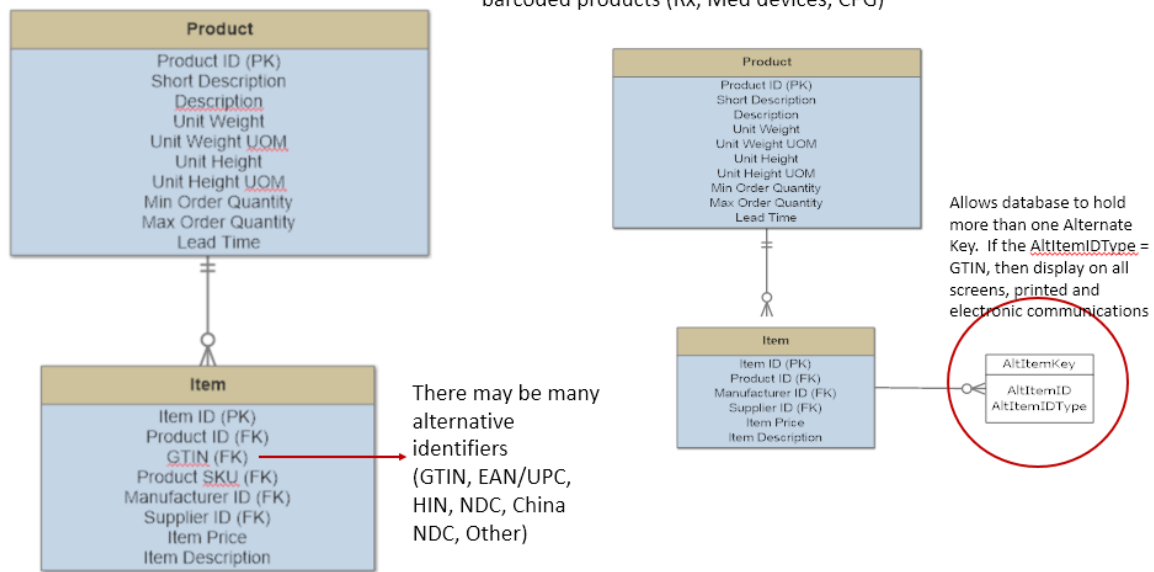 barcoded products (Rx, Med devices, CPG)
Product
Product ID (PK)
Short Description
Description
Unit Weight
Unit Weight UOM
Unit Height
Unit Height UOM
Min Order Quantity
Max Order Quantity
Lead Time
Item
Item ID (PK)
Product ID (FK)
GTIN (FK)
Product SKU (FK)
Manufacturer ID (FK)
Supplier ID (FK)
Item Price
Item Description
There may be many
alternative
identifiers
(GTIN, EAN/UPC,
HIN, NDC, China
NDC, Other)
Product
Product ID (PK)
Short Description
Description
Unit Weight
Unit Weight UOM
Unit Height
Unit Height UOM
Min Order Quantity
Max Order Quantity
Lead Time
Item
Item ID (PK)
Product ID (FK)
Manufacturer ID (FK)
Supplier ID (FK)
Item Price
Item Description
Allows database to hold
more than one Alternate
Key.  If the AltItemIDType =
GTIN, then display on all
screens, printed and
electronic communications
AltItemKey
AltItemID
AltItemIDType